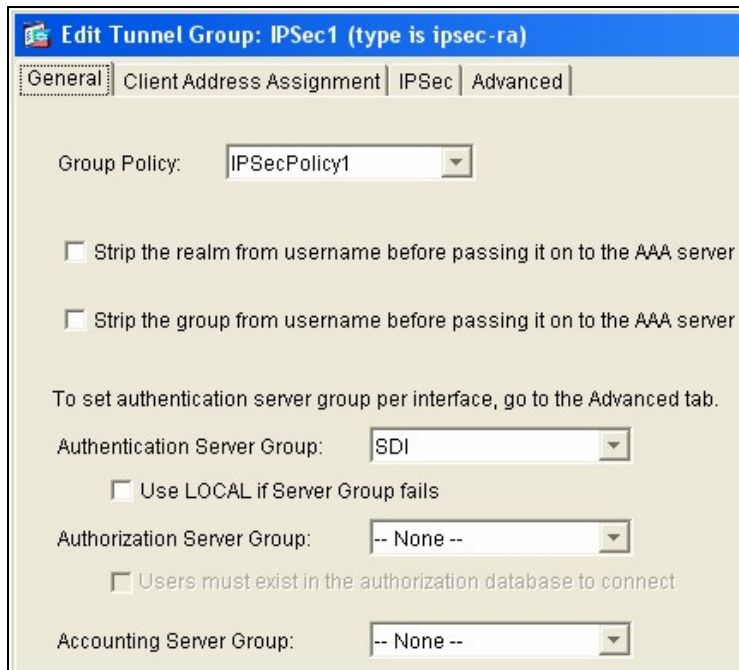 Edit Tunnel Group: IPSec1 (type is ipsec-ra)
General Client Address Assignment IPSec Advanced
Group Policy: IPSecPolicy1
Strip the realm from username before passing it on to the AAA server
Strip the group from username before passing it on to the AAA server
To set authentication server group per interface, go to the Advanced tab.
Authentication Server Group: SDI
Use LOCAL if Server Group fails
Authorization Server Group: -- None --
Users must exist in the authorization database to connect
Accounting Server Group: -- None --